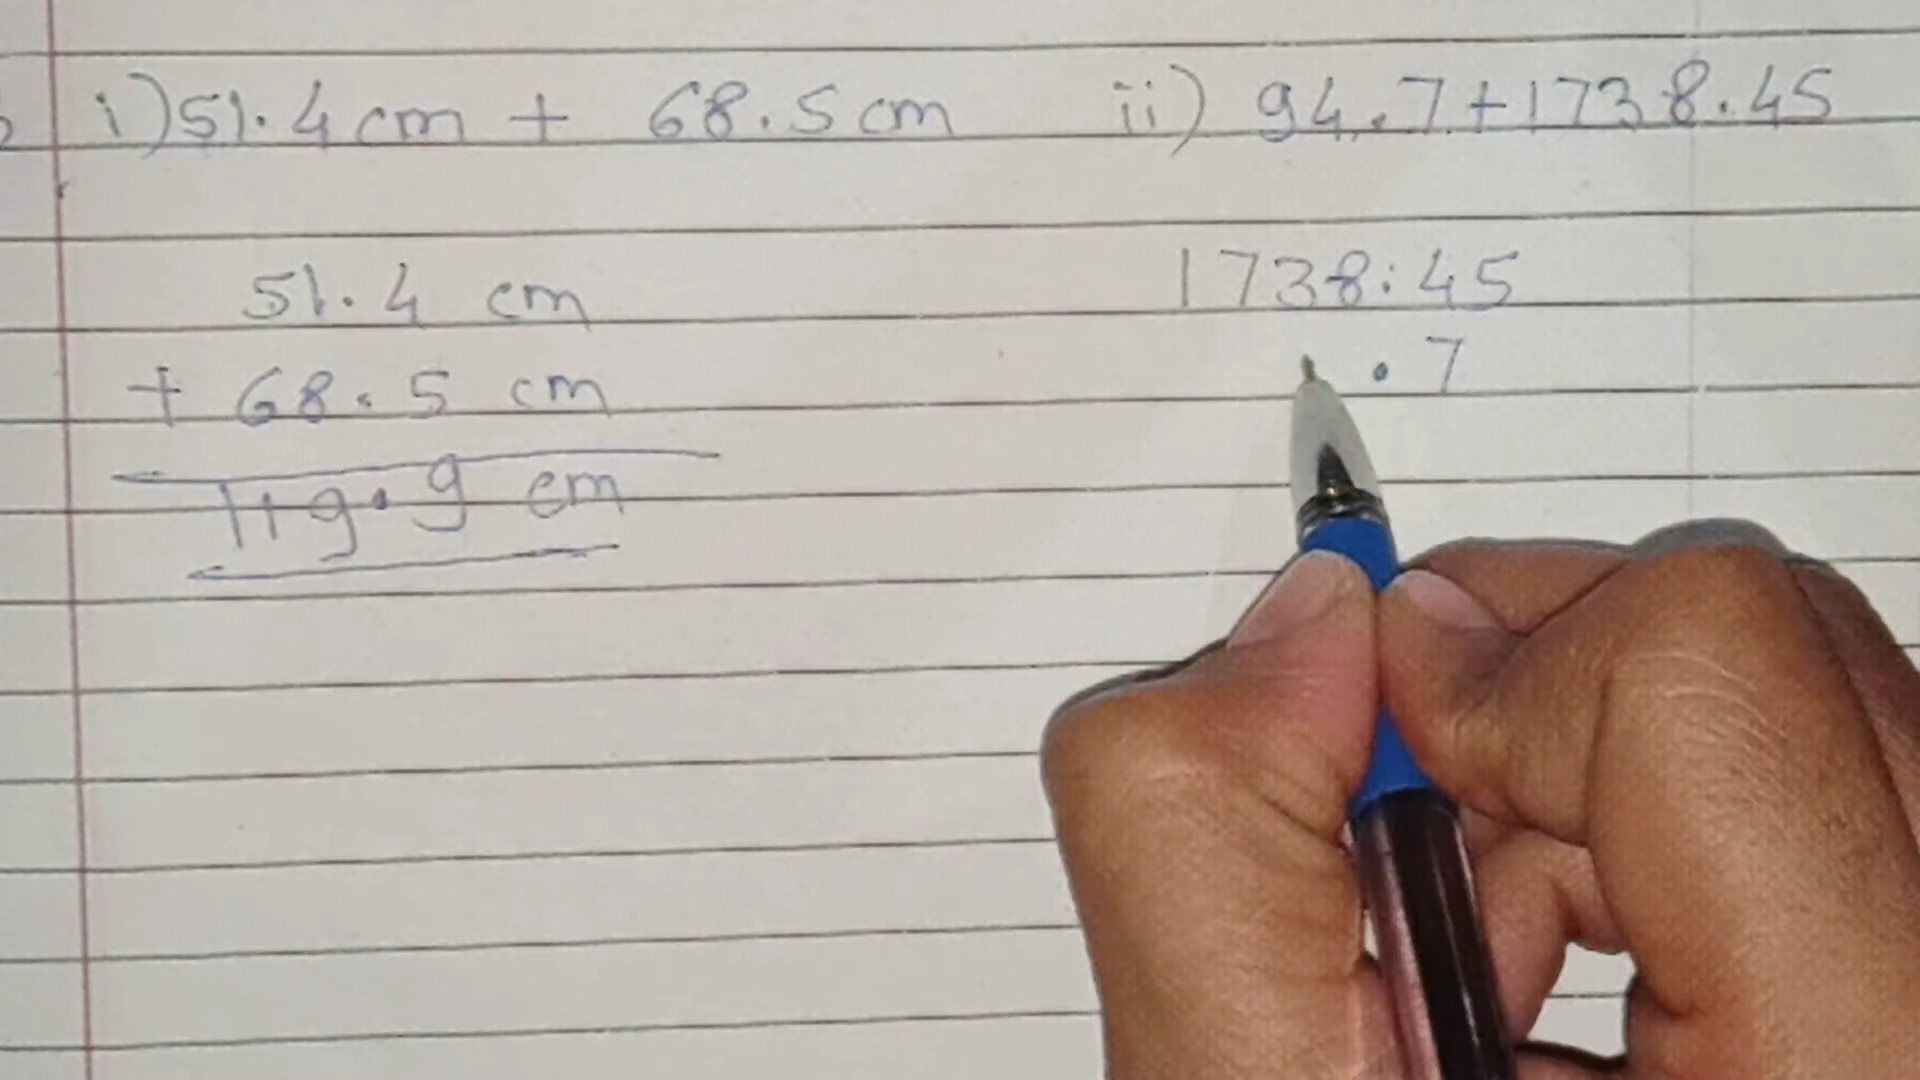 i) 51.4 cm + 68.5 cm
ii) 94.7 + 1738.45
51.4 cm
+ 68.5 cm
119.9 cm
1738.45
.7